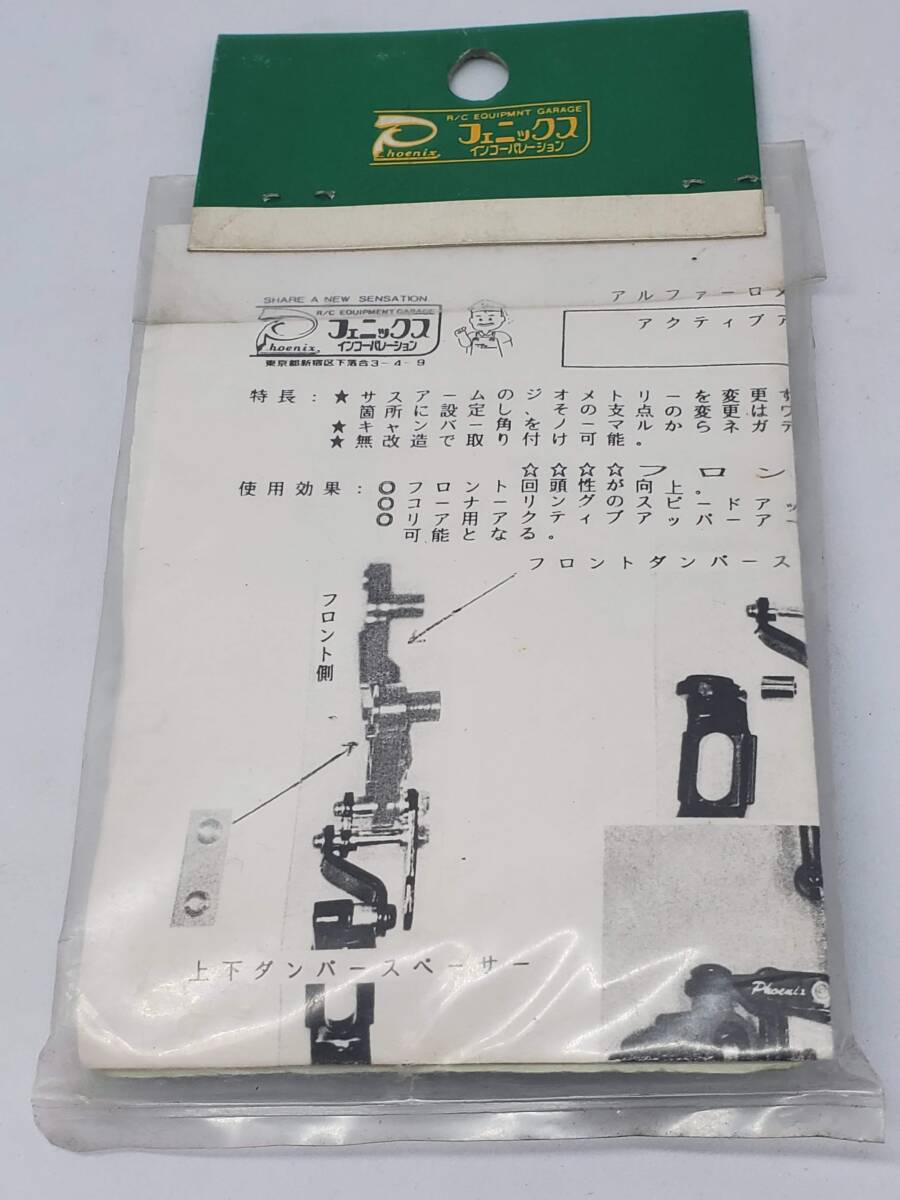 R/C EQUIPMNT GARAGE
Phoenix フェニックス
インコーパレーション
SHARE A NEW SENSATION
R/C EQUIPMENT GARAGE
Phoenix フェニックス
インコーパレーション
東京都新宿区下落合3-4-9
アルファーロメ
アクティブア
特長:★サスアームのジオメトリーを変更す
箇所に設定し、その支点の変更はワ
★キャンバー角をノーマルからネガテ
★無改造で取り付け可能。
☆☆☆☆フロン
使用効果:◎フロント回頭性が向上。
◎コーナーリングのスピードアッ
◎リア用アクティブアッパーアー
可能となる。
フロントダンパース
フロント側
上下ダンパースペーサー
Phoenix